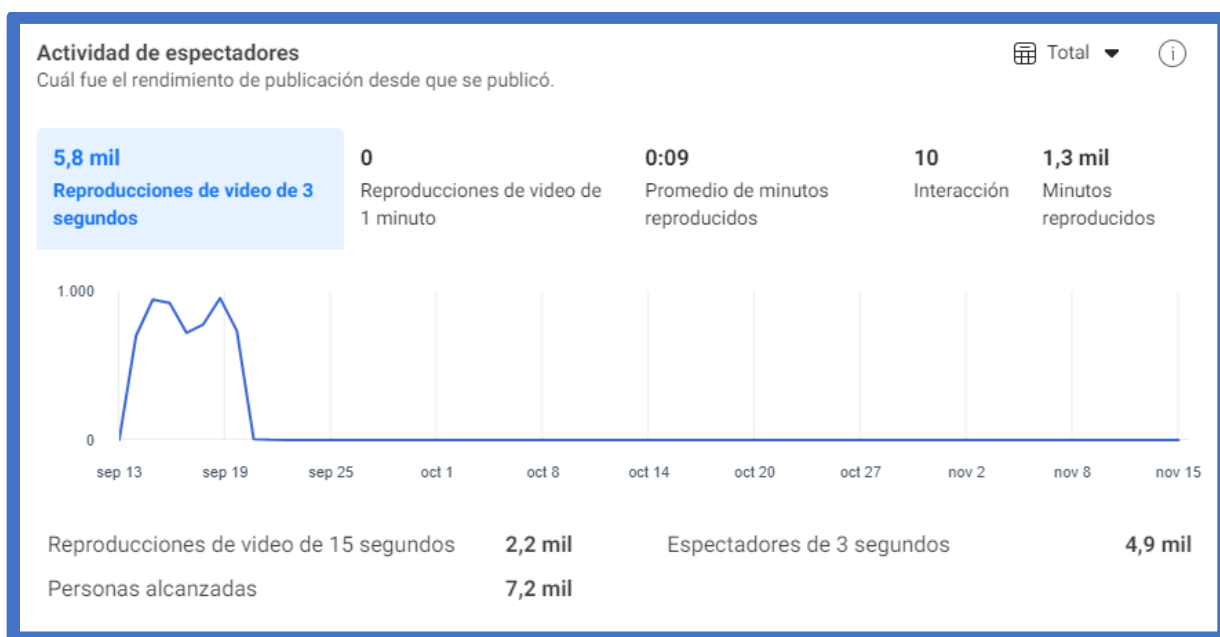 Actividad de espectadores
Total
Cuál fue el rendimiento de publicación desde que se publicó.
5,8 mil
Reproducciones de video de 3
segundos
0
Reproducciones de video de
1 minuto
0:09
Promedio de minutos
reproducidos
10
Interacción
1,3 mil
Minutos
reproducidos
1.000
0
sep 13 sep 19 sep 25 oct 1 oct 8 oct 14 oct 20 oct 27 nov 2 nov 8 nov 15
Reproducciones de video de 15 segundos 2,2 mil
Espectadores de 3 segundos 4,9 mil
Personas alcanzadas 7,2 mil